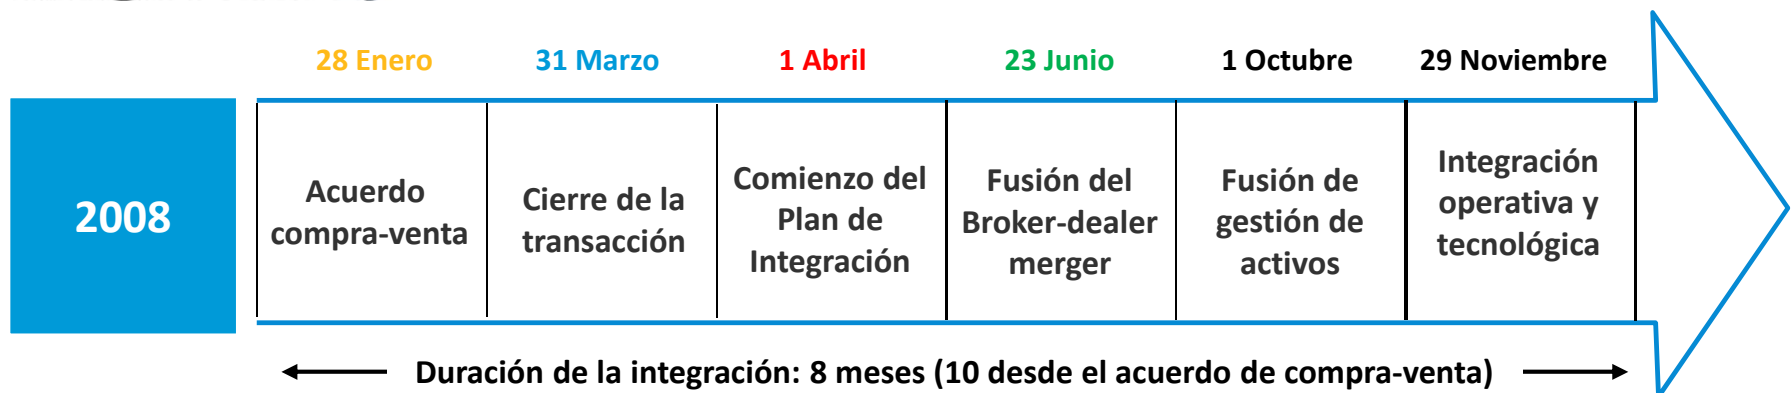 28 Enero
31 Marzo
1 Abril
23 Junio
1 Octubre
29 Noviembre
2008
Acuerdo
compra-venta
Cierre de la
transacción
Comienzo del
Plan de
Integración
Fusión del
Broker-dealer
merger
Fusión de
gestión de
activos
Integración
operativa y
tecnológica
Duración de la integración: 8 meses (10 desde el acuerdo de compra-venta)